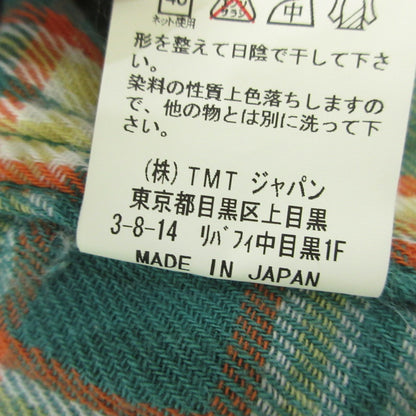 40
中
ネット使用
形を整えて日陰で干して下さい。
染料の性質上色落ちしますので、他の物とは別に洗って下さい。
(株) TMT ジャパン
東京都目黒区上目黒
3-8-14 リバフィ中目黒1F
MADE IN JAPAN